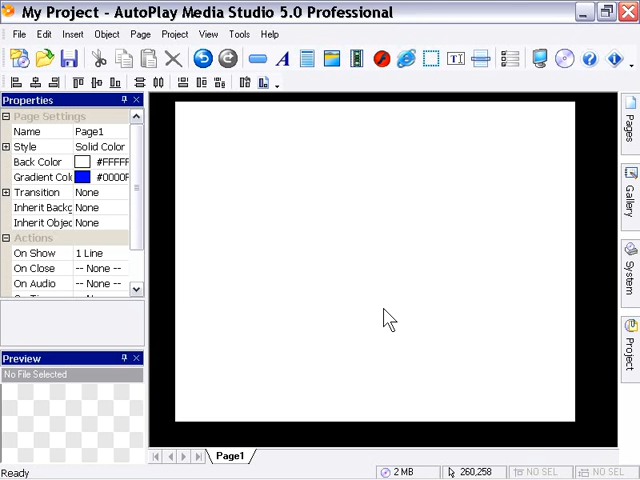 My Project - AutoPlay Media Studio 5.0 Professional
File Edit Insert Object Page Project View Tools Help
Properties
Page Settings
Name Page1
Style Solid Color
Back Color #FFFFF
Gradient Col #0000F
Transition None
Inherit Backg None
Inherit Objec None
Actions
On Show 1 Line
On Close -- None --
On Audio -- None --
Preview
No File Selected
Pages
Gallery
System
Project
Page1
Ready 2 MB 260,258 NO SEL NO SEL